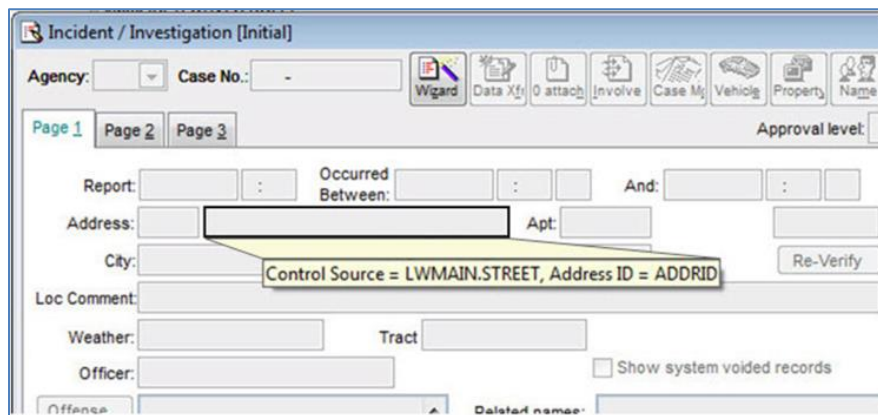 Incident / Investigation [Initial]
Agency: Case No.: -
Wizard Data Xfr 0 attach Involve Case M Vehicle Property Name
Page 1 Page 2 Page 3 Approval level:
Report: : Occurred Between: : And: :
Address: Apt:
City: Re-Verify
Control Source = LWMAIN.STREET, Address ID = ADDRID
Loc Comment:
Weather: Tract
Officer: Show system voided records
Offense Related names: